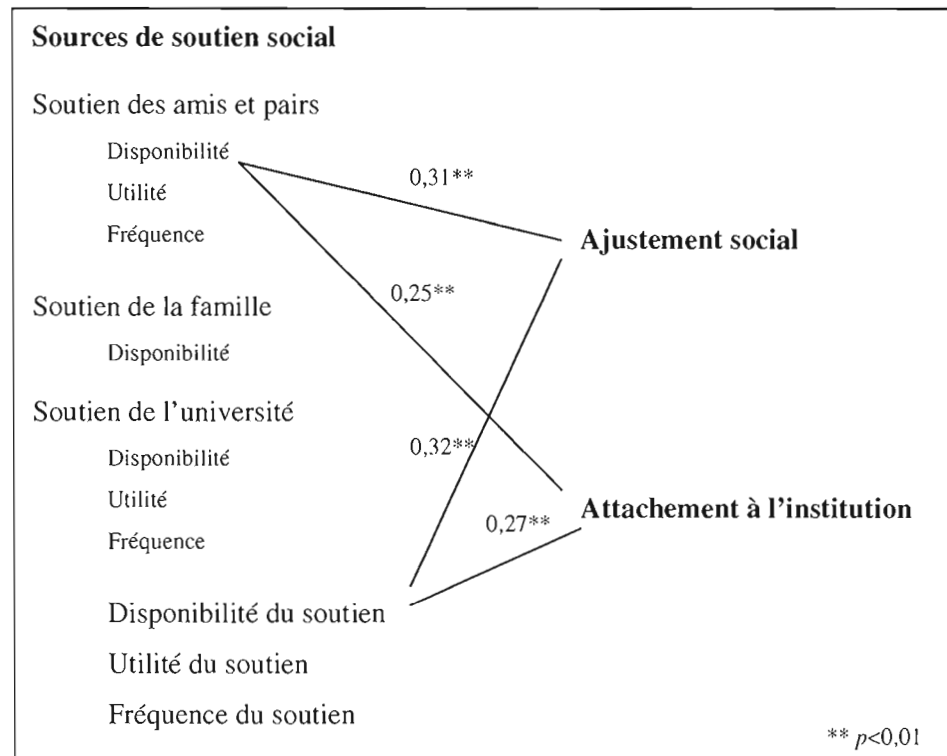 Sources de soutien social
Soutien des amis et pairs
Disponibilité
0,31**
Utilité
Fréquence
Ajustement social
0,25**
Soutien de la famille
Disponibilité
Soutien de l'université
0,32**
Disponibilité
Utilité
Attachement à l'institution
0,27**
Fréquence
Disponibilité du soutien
Utilité du soutien
Fréquence du soutien
** p<0,01